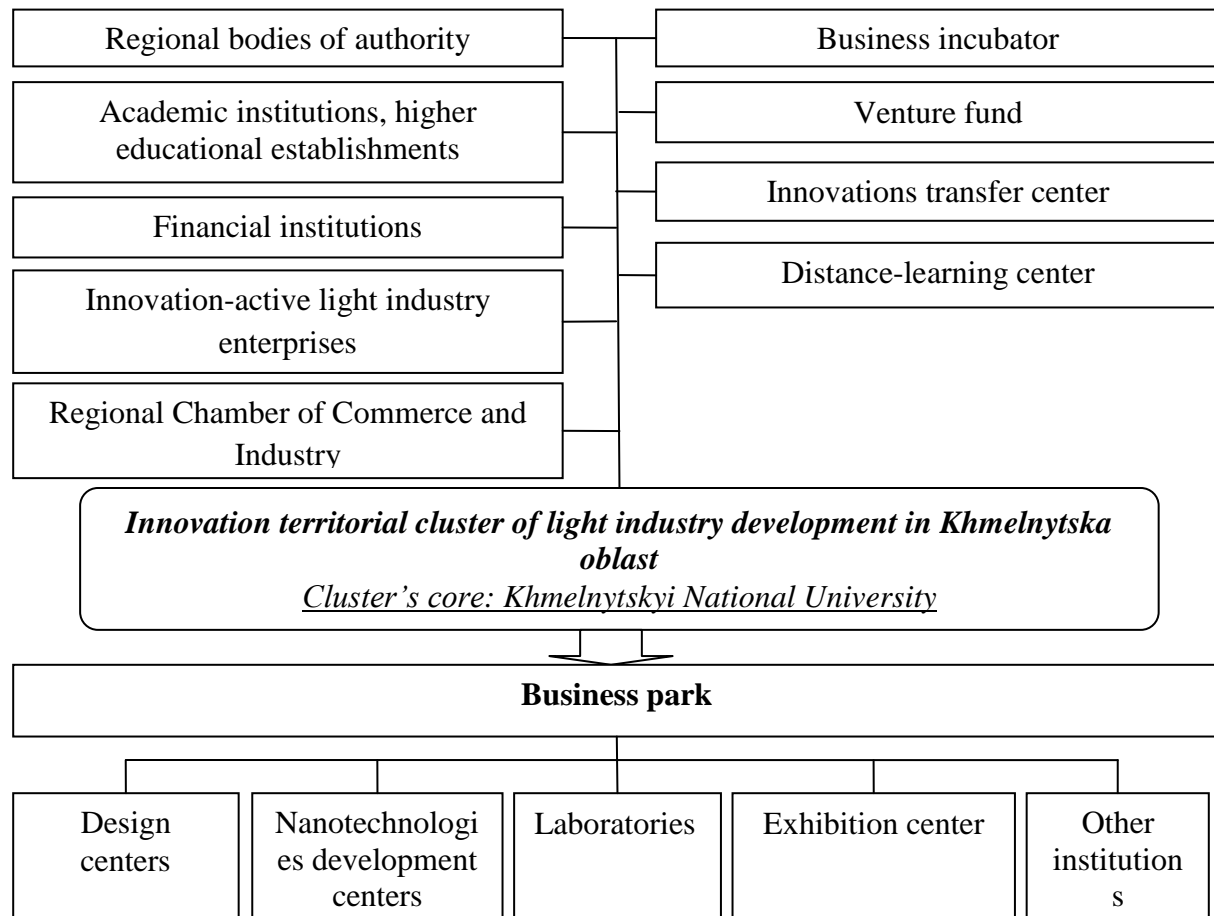 Regional bodies of authority
Business incubator
Academic institutions, higher
educational establishments
Venture fund
Innovations transfer center
Financial institutions
Distance-learning center
Innovation-active light industry
enterprises
Regional Chamber of Commerce and
Industry
Innovation territorial cluster of light industry development in Khmelnytska
oblast
Cluster’s core: Khmelnytskyi National University
Business park
Design
centers
Nanotechnologi
es development
centers
Laboratories
Exhibition center
Other
institution
s